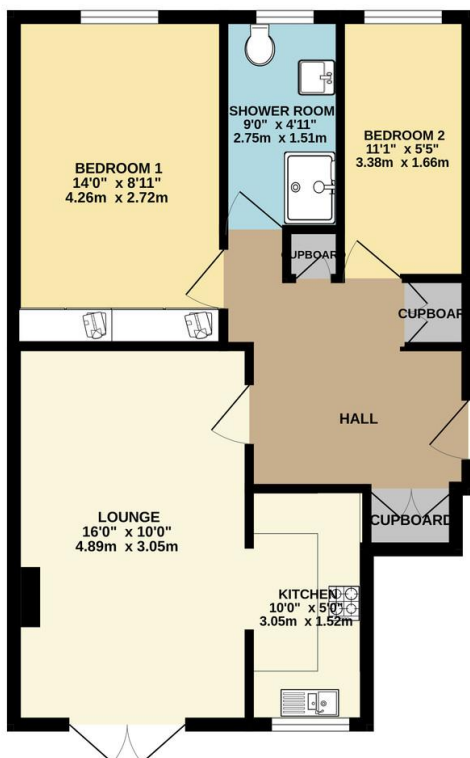 BEDROOM 1
14'0" x 8'11"
4.26m x 2.72m
SHOWER ROOM
9'0" x 4'11"
2.75m x 1.51m
BEDROOM 2
11'1" x 5'5"
3.38m x 1.66m
CUPBOARD
CUPBOARD
HALL
LOUNGE
16'0" x 10'0"
4.89m x 3.05m
CUPBOARD
KITCHEN
10'0" x 5'0"
3.05m x 1.52m